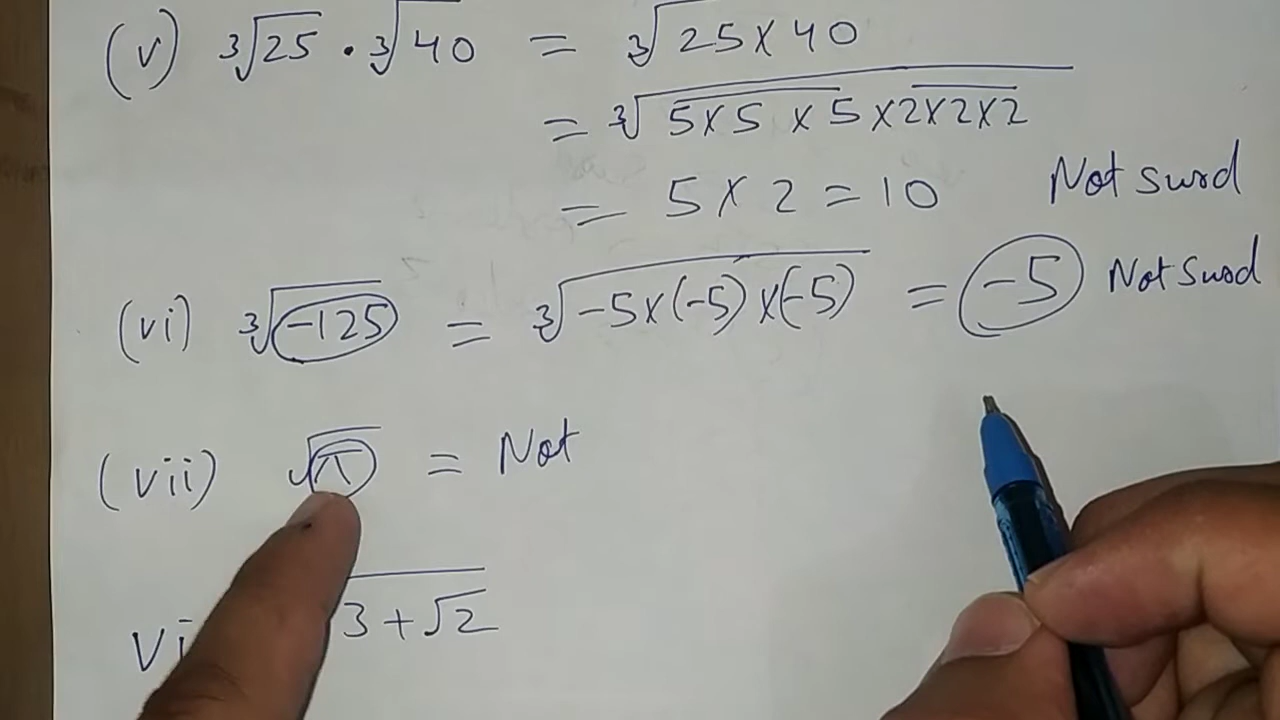 (v) ∛25 · ∛40 = ∛25×40
= ∛5×5×5×2×2×2
= 5×2=10 Not surd
(vi) ∛-125 = ∛-5×(-5)×(-5) = -5 Not Surd
(vii) √π = Not
Vi 3+√2